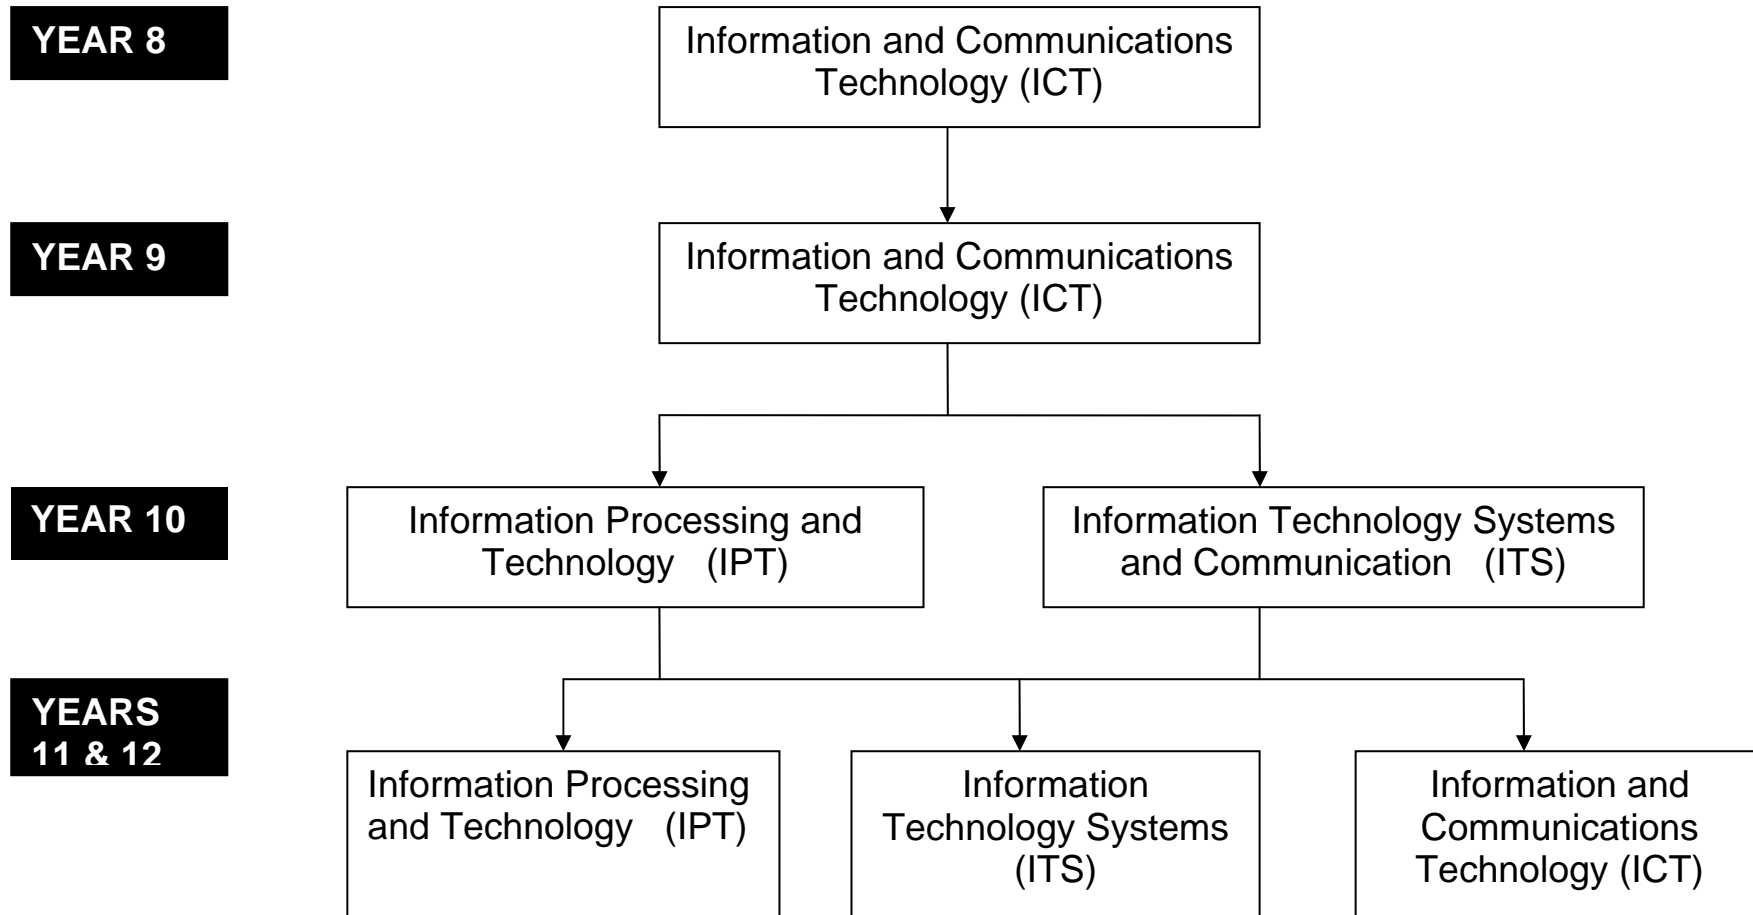 YEAR 8
Information and Communications
Technology (ICT)
YEAR 9
Information and Communications
Technology (ICT)
YEAR 10
Information Processing and
Technology (IPT)
Information Technology Systems
and Communication (ITS)
YEARS
11 & 12
Information Processing
and Technology (IPT)
Information
Technology Systems
(ITS)
Information and
Communications
Technology (ICT)